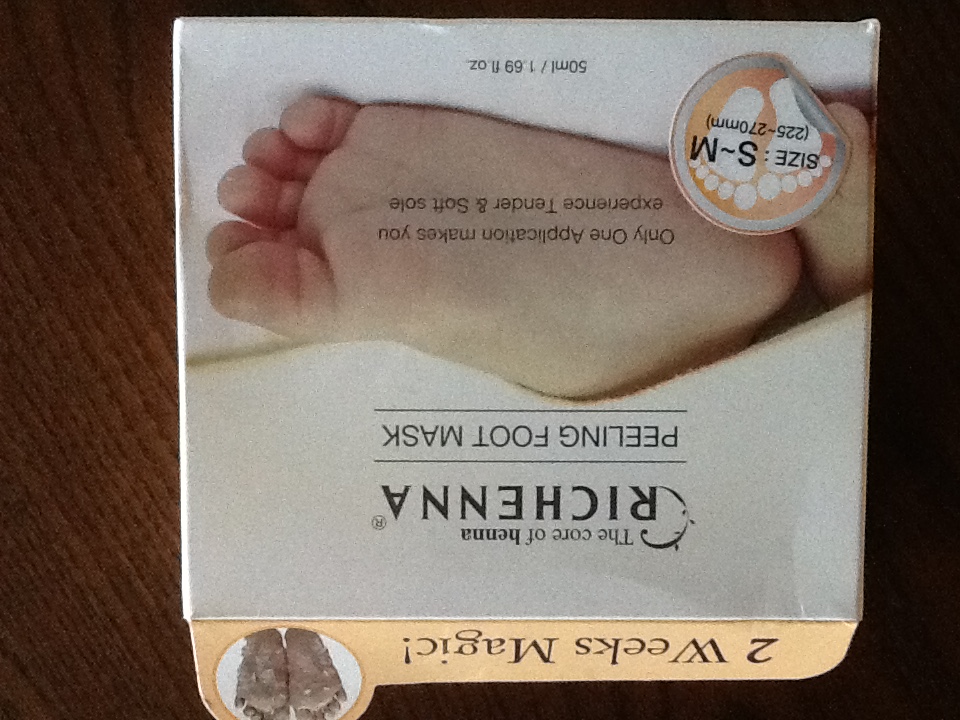 2 Weeks Magic!
The core of henna
RICHENNA®
PEELING FOOT MASK
Only One Application makes you
experience Tender & Soft sole
SIZE : S~M
(225~270mm)
50ml / 1.69 fl.oz.